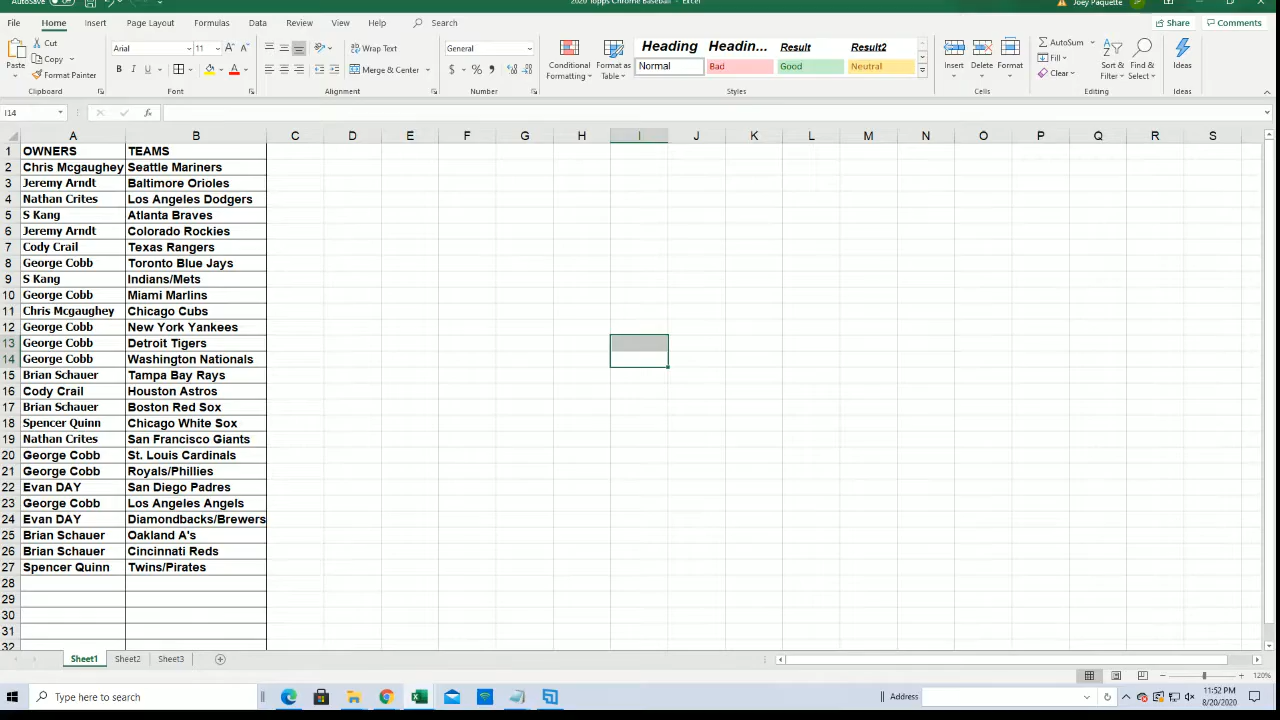 AutoSave
2020 Topps Chrome Baseball - Excel
Joey Paquette
File Home Insert Page Layout Formulas Data Review View Help Search Share Comments
Paste Cut Copy Format Painter Clipboard
Arial 11 A A B I U A Font
ab Wrap Text Merge & Center Alignment
General $ % , Number
Conditional Formatting Format as Table
Heading Headin... Result Result2
Normal Bad Good Neutral
Styles
Insert Delete Format Cells
AutoSum Fill Clear Sort & Filter Find & Select Editing
Ideas Ideas
I14 fx
A B C D E F G H I J K L M N O P Q R S
1 OWNERS TEAMS
2 Chris Mcgaughey Seattle Mariners
3 Jeremy Arndt Baltimore Orioles
4 Nathan Crites Los Angeles Dodgers
5 S Kang Atlanta Braves
6 Jeremy Arndt Colorado Rockies
7 Cody Crail Texas Rangers
8 George Cobb Toronto Blue Jays
9 S Kang Indians/Mets
10 George Cobb Miami Marlins
11 Chris Mcgaughey Chicago Cubs
12 George Cobb New York Yankees
13 George Cobb Detroit Tigers
14 George Cobb Washington Nationals
15 Brian Schauer Tampa Bay Rays
16 Cody Crail Houston Astros
17 Brian Schauer Boston Red Sox
18 Spencer Quinn Chicago White Sox
19 Nathan Crites San Francisco Giants
20 George Cobb St. Louis Cardinals
21 George Cobb Royals/Phillies
22 Evan DAY San Diego Padres
23 George Cobb Los Angeles Angels
24 Evan DAY Diamondbacks/Brewers
25 Brian Schauer Oakland A's
26 Brian Schauer Cincinnati Reds
27 Spencer Quinn Twins/Pirates
28
29
30
31
32
Sheet1 Sheet2 Sheet3
120%
Type here to search
Address
11:52 PM
8/20/2020